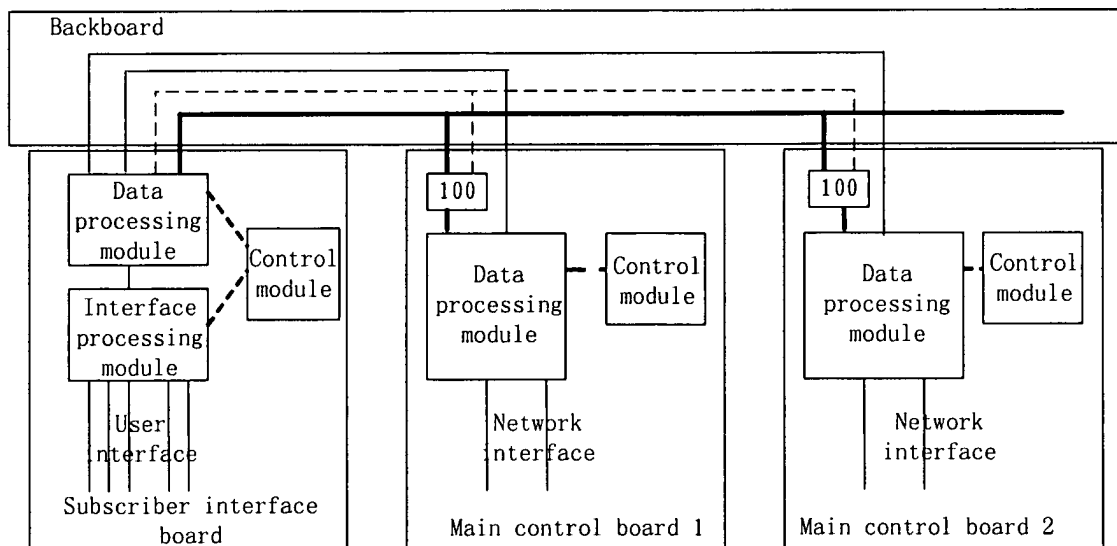 Backboard
Data
processing
module
Control
module
Interface
processing
module
User
interface
Subscriber interface
board
100
Data
processing
module
Control
module
Network
interface
Main control board 1
100
Data
processing
module
Control
module
Network
interface
Main control board 2